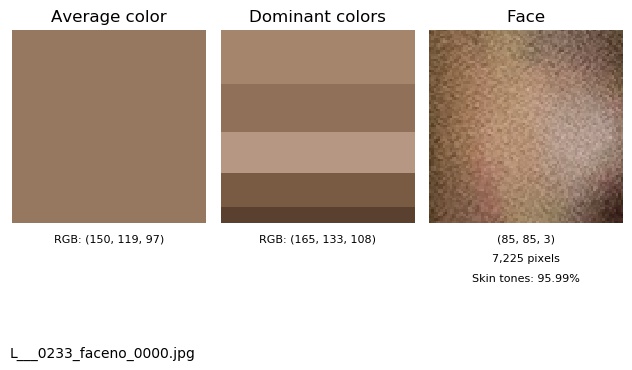 Average color
Dominant colors
Face
RGB: (150, 119, 97)
RGB: (165, 133, 108)
(85, 85, 3)
7,225 pixels
Skin tones: 95.99%
L___0233_faceno_0000.jpg